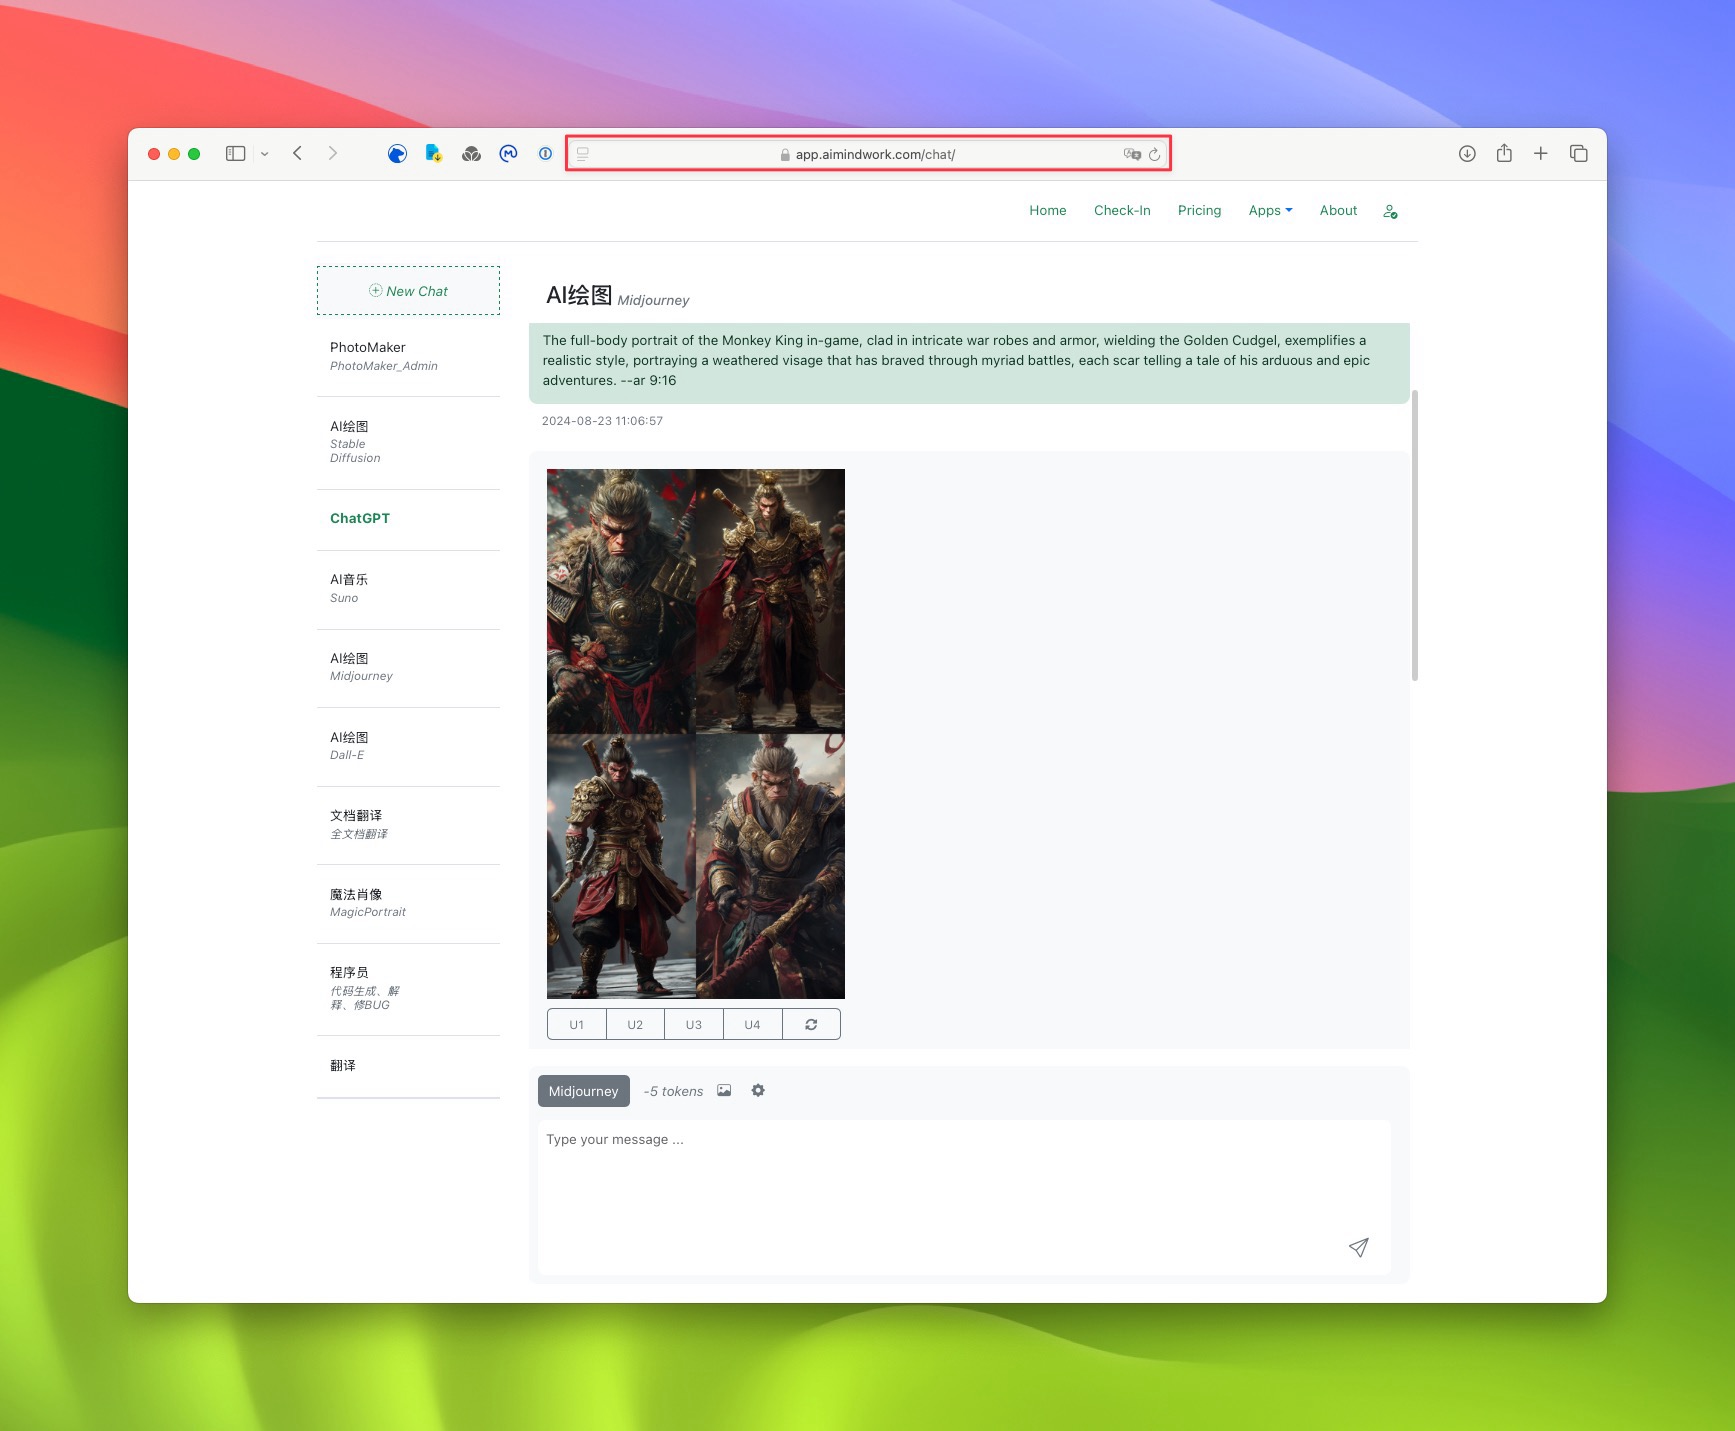 app.aimindwork.com/chat/
Home
Check-In
Pricing
Apps
About
New Chat
PhotoMaker
PhotoMaker_Admin
AI绘图
Stable
Diffusion
ChatGPT
AI音乐
Suno
AI绘图
Midjourney
AI绘图
Dall-E
文档翻译
全文档翻译
魔法肖像
MagicPortrait
程序员
代码生成、解
释、修BUG
翻译
AI绘图 Midjourney
The full-body portrait of the Monkey King in-game, clad in intricate war robes and armor, wielding the Golden Cudgel, exemplifies a
realistic style, portraying a weathered visage that has braved through myriad battles, each scar telling a tale of his arduous and epic
adventures. --ar 9:16
2024-08-23 11:06:57
U1
U2
U3
U4
Midjourney
-5 tokens
Type your message ...